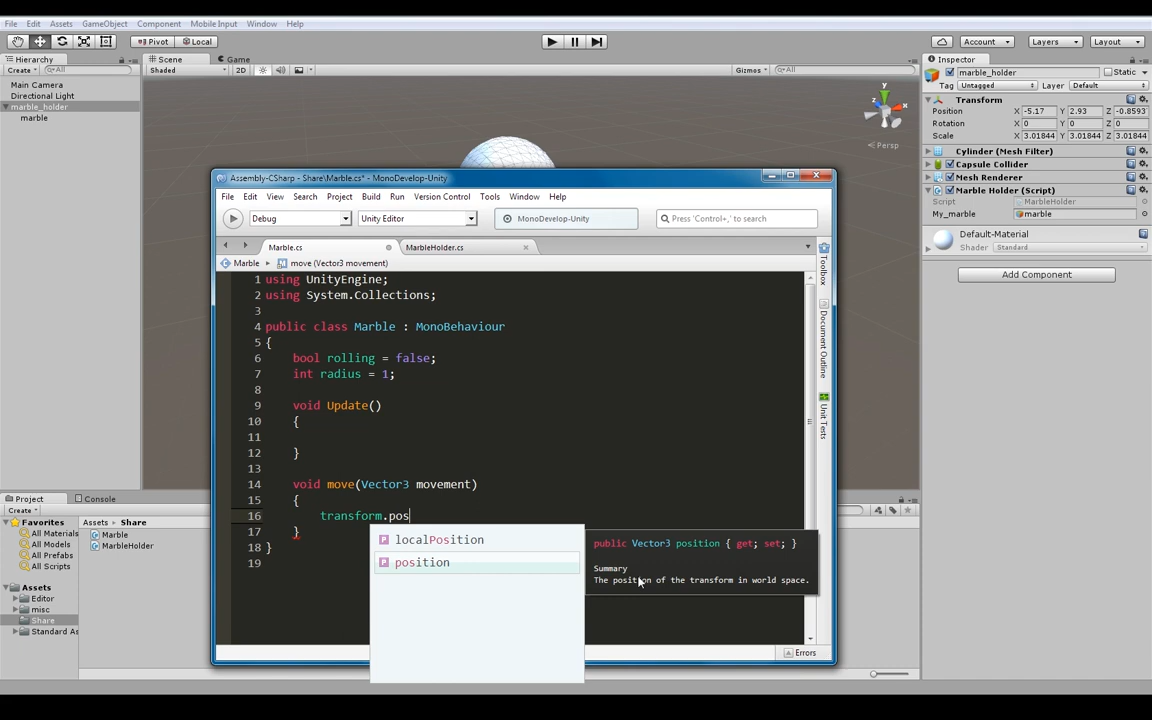 File Edit Assets GameObject Component Mobile Input Window Help
Pivot Local Account Layers Layout
Hierarchy Scene Game Inspector
Create All Shaded 2D Gizmos All
marble_holder Static
Tag Untagged Layer Default
Main Camera
Directional Light
marble_holder
marble
Transform
Position X -5.17 Y 2.93 Z -0.8593
Rotation X 0 Y 0 Z 0
Scale X 3.01844 Y 3.01844 Z 3.01844
Cylinder (Mesh Filter)
Capsule Collider
Mesh Renderer
Marble Holder (Script)
Script MarbleHolder
My_marble marble
Default-Material
Shader Standard
Add Component
y
x
z
Persp
Assembly-CSharp - Share\Marble.cs* - MonoDevelop-Unity
File Edit View Search Project Build Run Version Control Tools Window Help
Debug Unity Editor MonoDevelop-Unity Press 'Control+,' to search
Marble.cs MarbleHolder.cs
Marble move (Vector3 movement)
1 using UnityEngine;
2 using System.Collections;
3
4 public class Marble : MonoBehaviour
5 {
6 bool rolling = false;
7 int radius = 1;
8
9 void Update()
10 {
11
12 }
13
14 void move(Vector3 movement)
15 {
16 transform.pos
17 }
18 }
19
localPosition
position
public Vector3 position { get; set; }
Summary
The position of the transform in world space.
Toolbox
Document Outline
Unit Tests
Errors
Project Console
Create
Favorites
All Materials
All Models
All Prefabs
All Scripts
Assets
Editor
misc
Share
Standard As
Assets Share
Marble
MarbleHolder